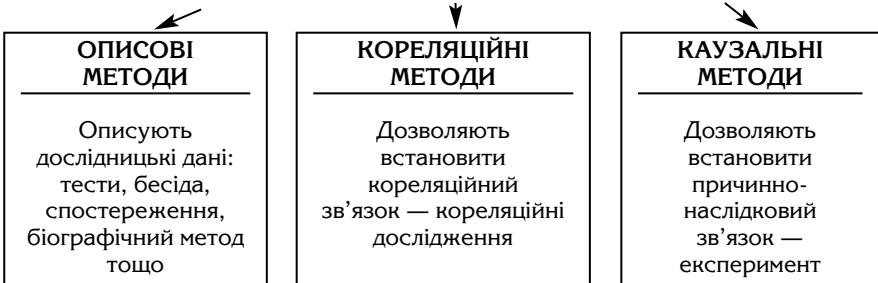 ОПИСОВІ
МЕТОДИ
Описують
дослідницькі дані:
тести, бесіда,
спостереження,
біографічний метод
тощо
КОРЕЛЯЦІЙНІ
МЕТОДИ
Дозволяють
встановити
кореляційний
зв’язок — кореляційні
дослідження
КАУЗАЛЬНІ
МЕТОДИ
Дозволяють
встановити
причинно-
наслідковий
зв’язок —
експеримент